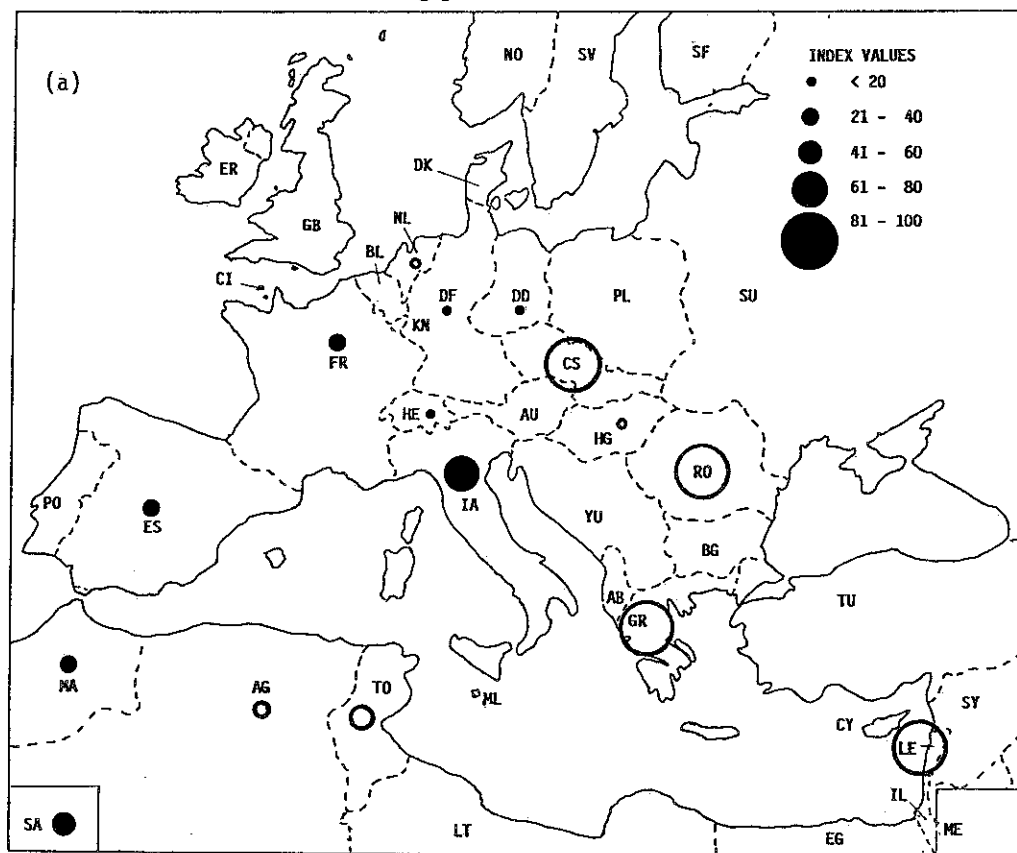 (a)
NO
SV
SF
INDEX VALUES
< 20
21 - 40
41 - 60
61 - 80
81 - 100
ER
DK
GB
NL
BL
CI
DF
DD
PL
SU
KN
FR
CS
HE
AU
HG
RO
IA
PO
ES
YU
BG
AB
GR
TU
MA
AG
TO
ML
CY
SY
LE
IL
SA
LT
EG
ME